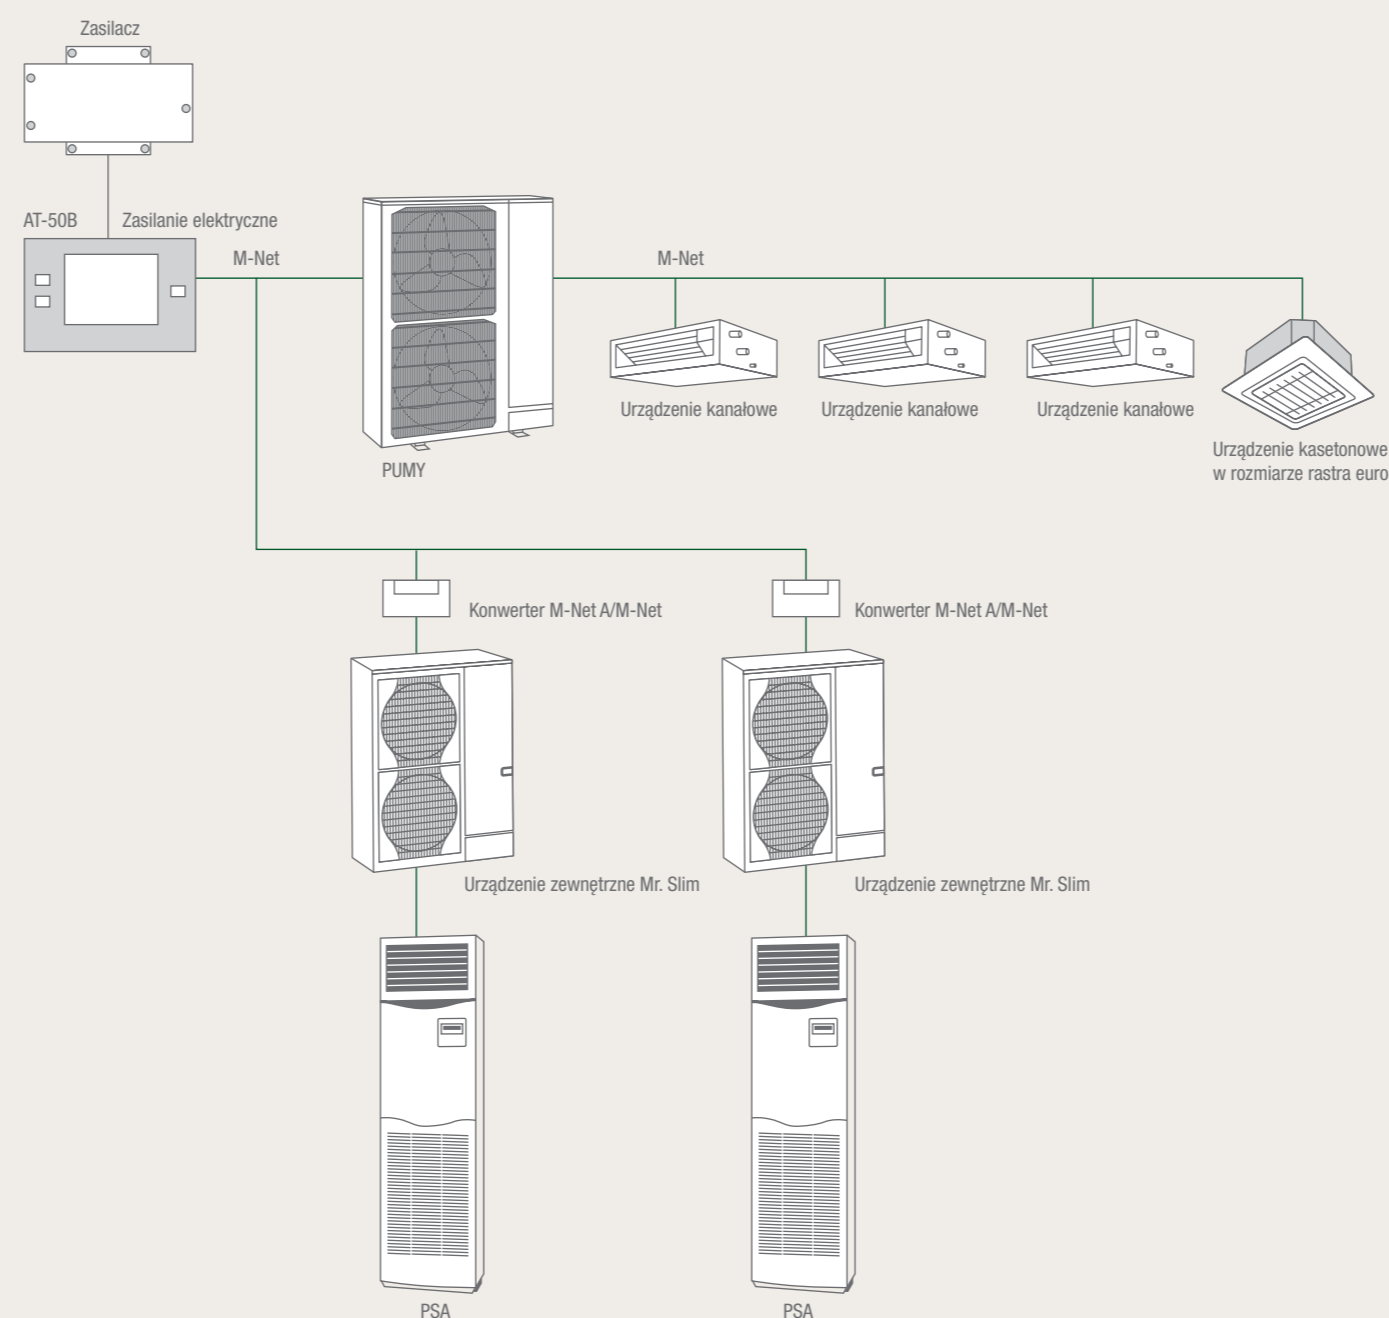 Zasilacz
AT-50B
Zasilanie elektryczne
M-Net
M-Net
Urządzenie kanałowe
Urządzenie kanałowe
Urządzenie kanałowe
Urządzenie kasetonowe
w rozmiarze rastra euro
PUMY
Konwerter M-Net A/M-Net
Konwerter M-Net A/M-Net
Urządzenie zewnętrzne Mr. Slim
Urządzenie zewnętrzne Mr. Slim
PSA
PSA